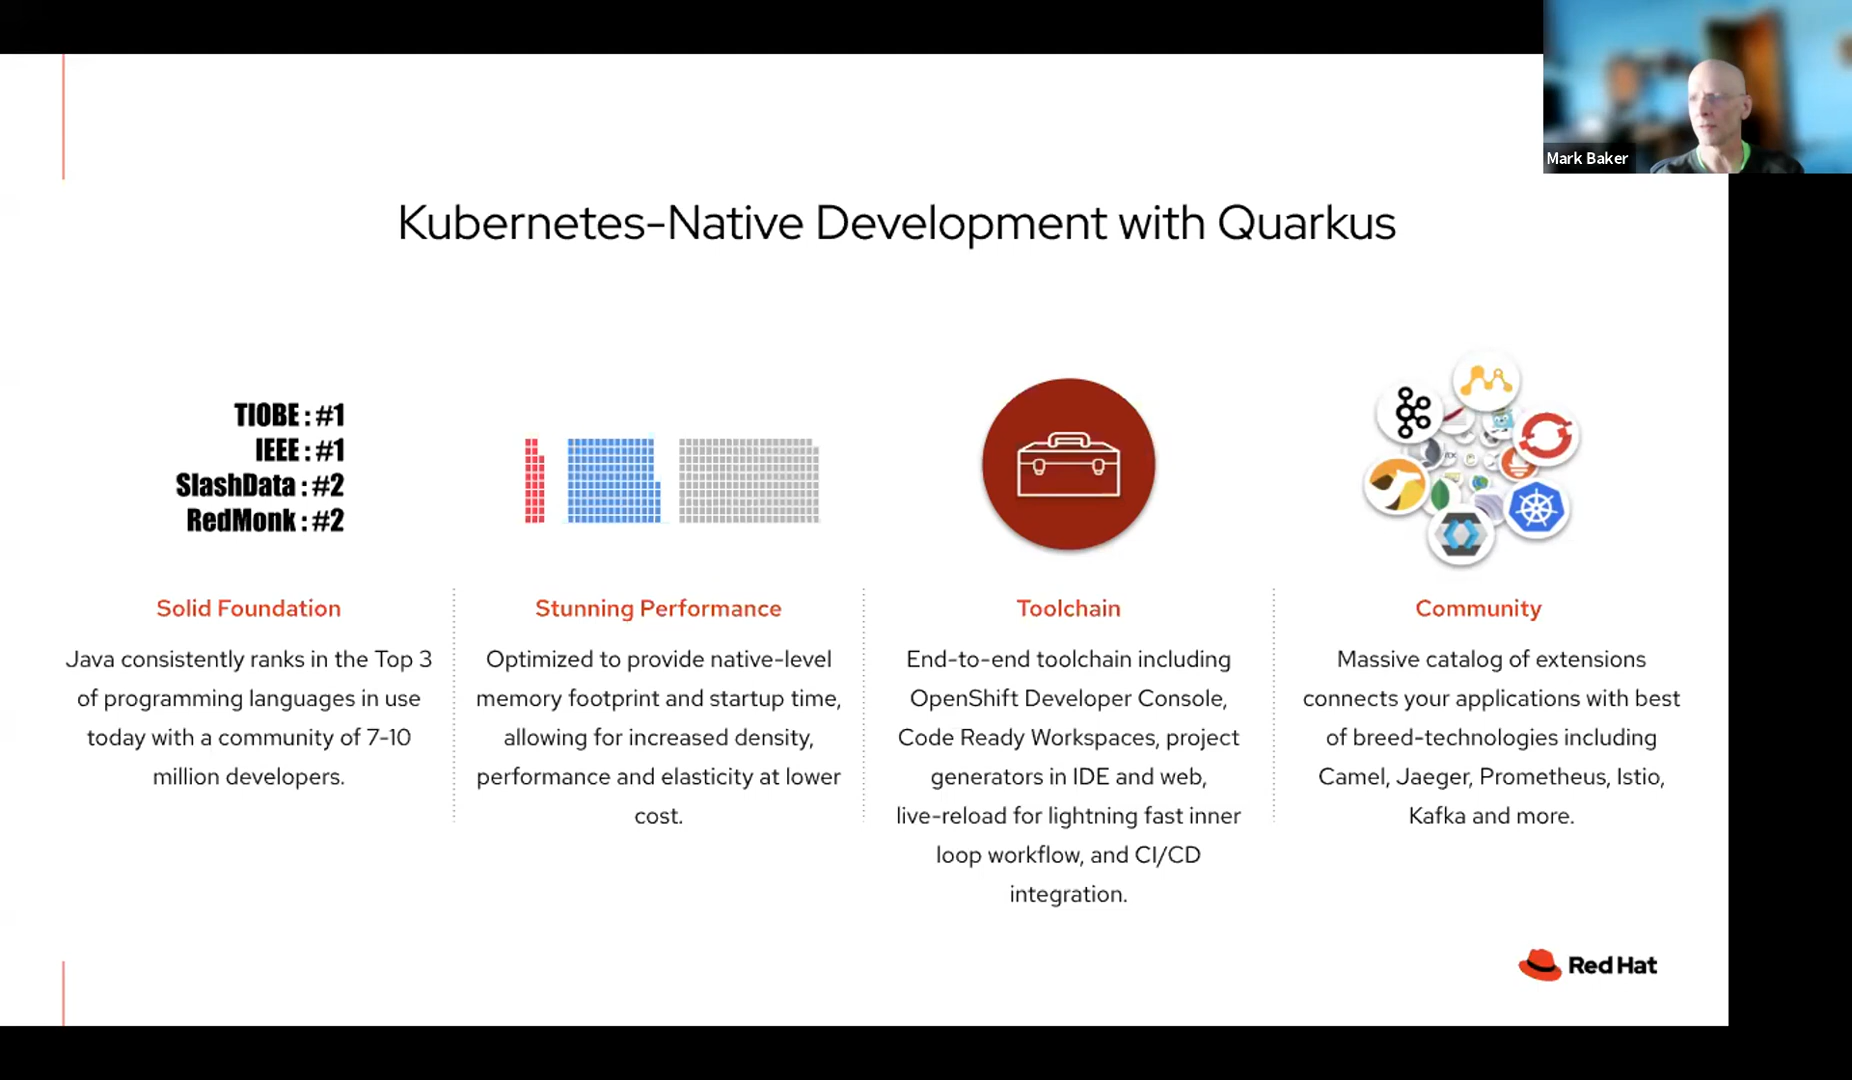 Mark Baker
Kubernetes-Native Development with Quarkus
TIOBE : #1
IEEE : #1
SlashData : #2
RedMonk : #2
Solid Foundation
Java consistently ranks in the Top 3
of programming languages in use
today with a community of 7-10
million developers.
Stunning Performance
Optimized to provide native-level
memory footprint and startup time,
allowing for increased density,
performance and elasticity at lower
cost.
Toolchain
End-to-end toolchain including
OpenShift Developer Console,
Code Ready Workspaces, project
generators in IDE and web,
live-reload for lightning fast inner
loop workflow, and CI/CD
integration.
Community
Massive catalog of extensions
connects your applications with best
of breed-technologies including
Camel, Jaeger, Prometheus, Istio,
Kafka and more.
Red Hat